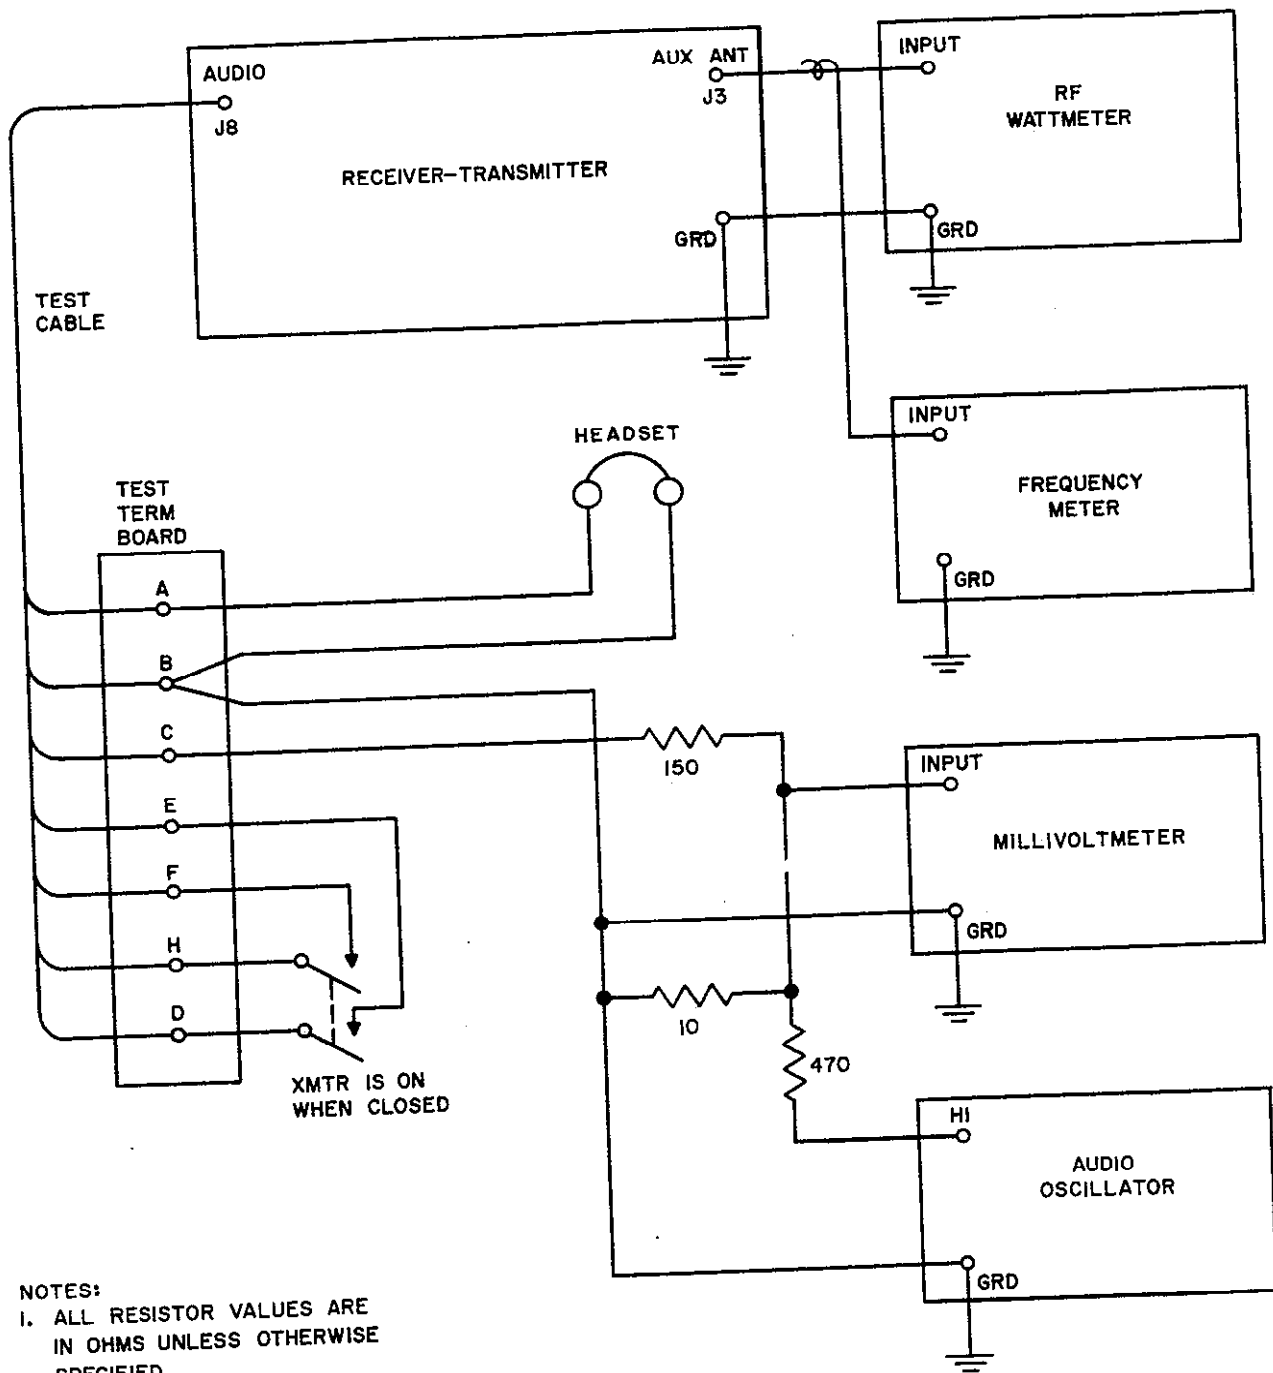 AUDIO
J8
AUX ANT
J3
RECEIVER-TRANSMITTER
GRD
INPUT
RF
WATTMETER
GRD
TEST
CABLE
HEADSET
INPUT
FREQUENCY
METER
GRD
TEST
TERM
BOARD
A
B
C
E
F
H
D
150
INPUT
MILLIVOLTMETER
GRD
10
470
XMTR IS ON
WHEN CLOSED
HI
AUDIO
OSCILLATOR
GRD
NOTES:
1. ALL RESISTOR VALUES ARE
IN OHMS UNLESS OTHERWISE
SPECIFIED